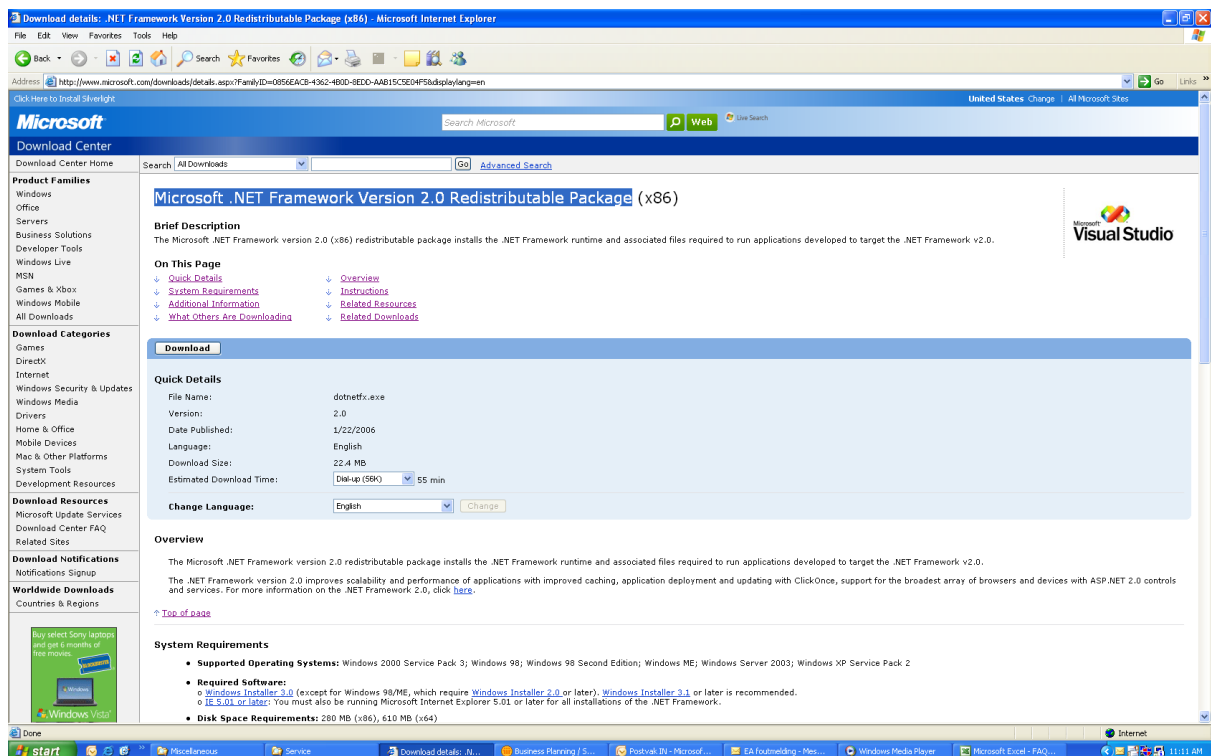 Download details: .NET Framework Version 2.0 Redistributable Package (x86) - Microsoft Internet Explorer
File Edit View Favorites Tools Help
Back Search Favorites
Address http://www.microsoft.com/downloads/details.aspx?FamilyID=0856EACB-4362-4B0D-8EDD-AAB15C5E04F5&displaylang=en Go Links »
Click Here to Install Silverlight United States Change | All Microsoft Sites
Microsoft Search Microsoft Web Live Search
Download Center
Download Center Home
Search All Downloads Go Advanced Search
Product Families
Windows
Office
Servers
Business Solutions
Developer Tools
Windows Live
MSN
Games & Xbox
Windows Mobile
All Downloads
Download Categories
Games
DirectX
Internet
Windows Security & Updates
Windows Media
Drivers
Home & Office
Mobile Devices
Mac & Other Platforms
System Tools
Development Resources
Download Resources
Microsoft Update Services
Download Center FAQ
Related Sites
Download Notifications
Notifications Signup
Worldwide Downloads
Countries & Regions
Buy select Sony laptops
and get 6 months of
free movies.
BLOCKBUSTER
Windows Vista
Microsoft .NET Framework Version 2.0 Redistributable Package (x86)
Microsoft
Visual Studio
Brief Description
The Microsoft .NET Framework version 2.0 (x86) redistributable package installs the .NET Framework runtime and associated files required to run applications developed to target the .NET Framework v2.0.
On This Page
Quick Details Overview
System Requirements Instructions
Additional Information Related Resources
What Others Are Downloading Related Downloads
Download
Quick Details
File Name: dotnetfx.exe
Version: 2.0
Date Published: 1/22/2006
Language: English
Download Size: 22.4 MB
Estimated Download Time: Dial-up (56K) 55 min
Change Language: English Change
Overview
The Microsoft .NET Framework version 2.0 redistributable package installs the .NET Framework runtime and associated files required to run applications developed to target the .NET Framework v2.0.
The .NET Framework version 2.0 improves scalability and performance of applications with improved caching, application deployment and updating with ClickOnce, support for the broadest array of browsers and devices with ASP.NET 2.0 controls
and services. For more information on the .NET Framework 2.0, click here.
Top of page
System Requirements
• Supported Operating Systems: Windows 2000 Service Pack 3; Windows 98; Windows 98 Second Edition; Windows ME; Windows Server 2003; Windows XP Service Pack 2
• Required Software:
o Windows Installer 3.0 (except for Windows 98/ME, which require Windows Installer 2.0 or later). Windows Installer 3.1 or later is recommended.
o IE 5.01 or later: You must also be running Microsoft Internet Explorer 5.01 or later for all installations of the .NET Framework.
• Disk Space Requirements: 280 MB (x86), 610 MB (x64)
Done Internet
start » Miscellaneous Service Download details: .N... Business Planning / S... Postvak IN - Microsof... EA foutmelding - Mes... Windows Media Player Microsoft Excel - FAQ... 11:11 AM